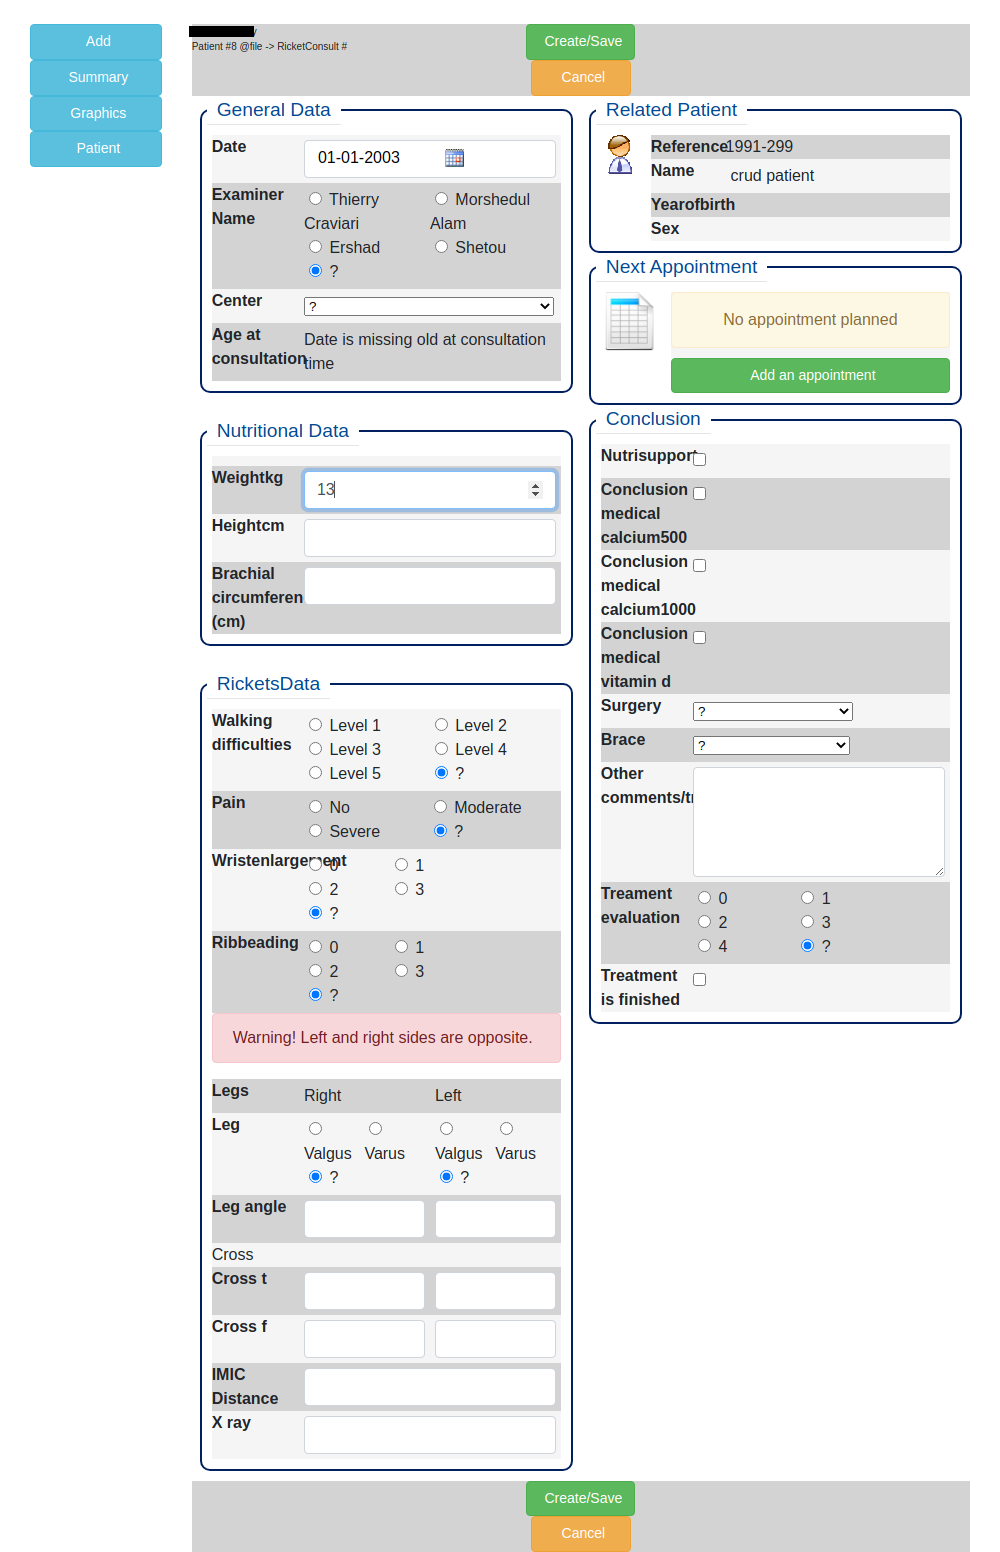 Add
Summary
Graphics
Patient
Patient #8 @file -> RicketConsult #
Create/Save
Cancel
General Data
Date
01-01-2003
Examiner Name
Thierry Craviari
Morshedul Alam
Ershad
Shetou
?
Center
?
Age at consultation
Date is missing old at consultation time
Nutritional Data
Weightkg
13
Heightcm
Brachial
circumferen
(cm)
RicketsData
Walking difficulties
Level 1
Level 2
Level 3
Level 4
Level 5
?
Pain
No
Moderate
Severe
?
Wristenlargement
0
1
2
3
?
Ribbeading
0
1
2
3
?
Warning! Left and right sides are opposite.
Legs
Right
Left
Leg
Valgus
Varus
Valgus
Varus
?
?
Leg angle
Cross
Cross t
Cross f
IMIC Distance
X ray
Related Patient
Reference
1991-299
Name
crud patient
Yearofbirth
Sex
Next Appointment
No appointment planned
Add an appointment
Conclusion
Nutrisupport
Conclusion
medical
calcium500
Conclusion
medical
calcium1000
Conclusion
medical
vitamin d
Surgery
?
Brace
?
Other
comments/tr
Treament
evaluation
0
1
2
3
4
?
Treatment
is finished
Create/Save
Cancel